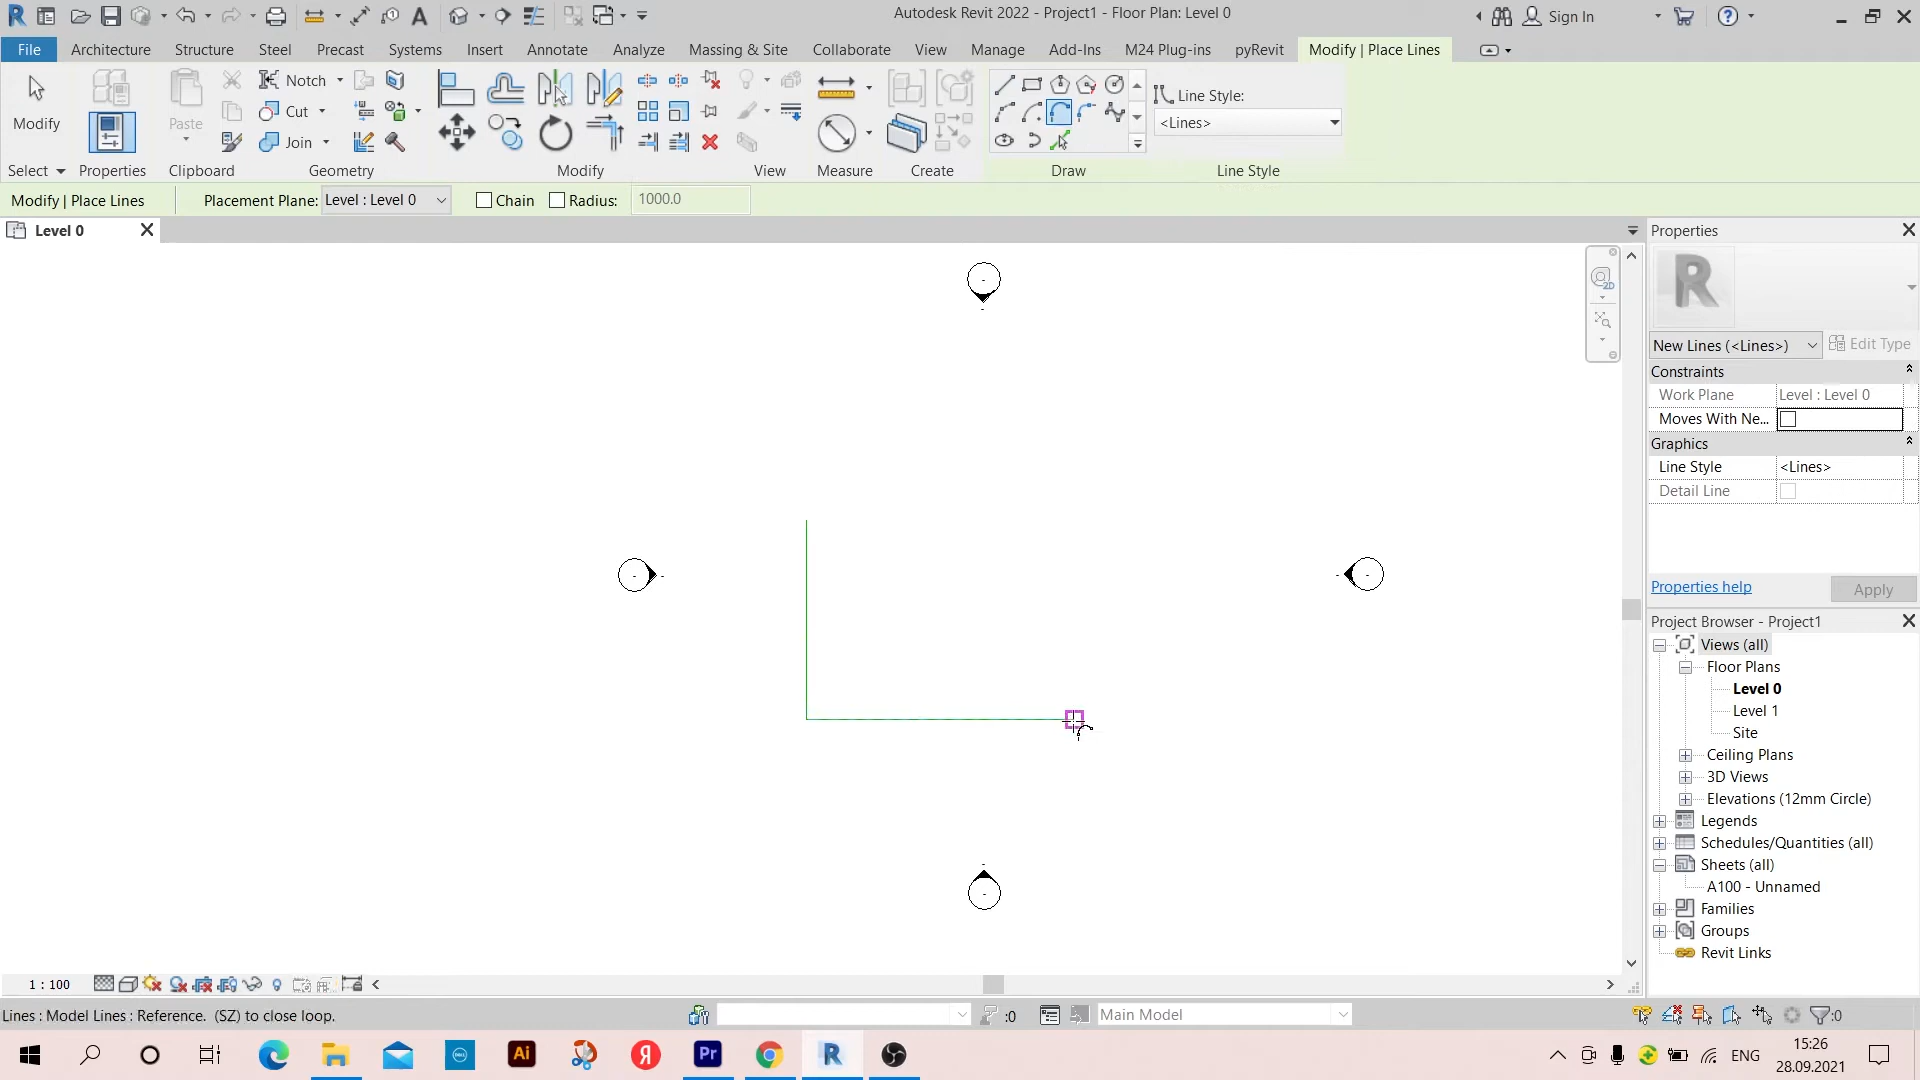 Autodesk Revit 2022 - Project1 - Floor Plan: Level 0
Sign In
File Architecture Structure Steel Precast Systems Insert Annotate Analyze Massing & Site Collaborate View Manage Add-Ins M24 Plug-ins pyRevit Modify | Place Lines
Modify
Paste
Notch
Cut
Join
Line Style:
<Lines>
Select Properties Clipboard Geometry Modify View Measure Create Draw Line Style
Modify | Place Lines Placement Plane: Level : Level 0 Chain Radius: 1000.0
Level 0
Properties
New Lines (<Lines>) Edit Type
Constraints
Work Plane Level : Level 0
Moves With Ne...
Graphics
Line Style <Lines>
Detail Line
Properties help Apply
Project Browser - Project1
Views (all)
Floor Plans
Level 0
Level 1
Site
Ceiling Plans
3D Views
Elevations (12mm Circle)
Legends
Schedules/Quantities (all)
Sheets (all)
A100 - Unnamed
Families
Groups
Revit Links
1 : 100
Lines : Model Lines : Reference. (SZ) to close loop. :0 Main Model :0
Ai
Pr
ENG
15:26
28.09.2021